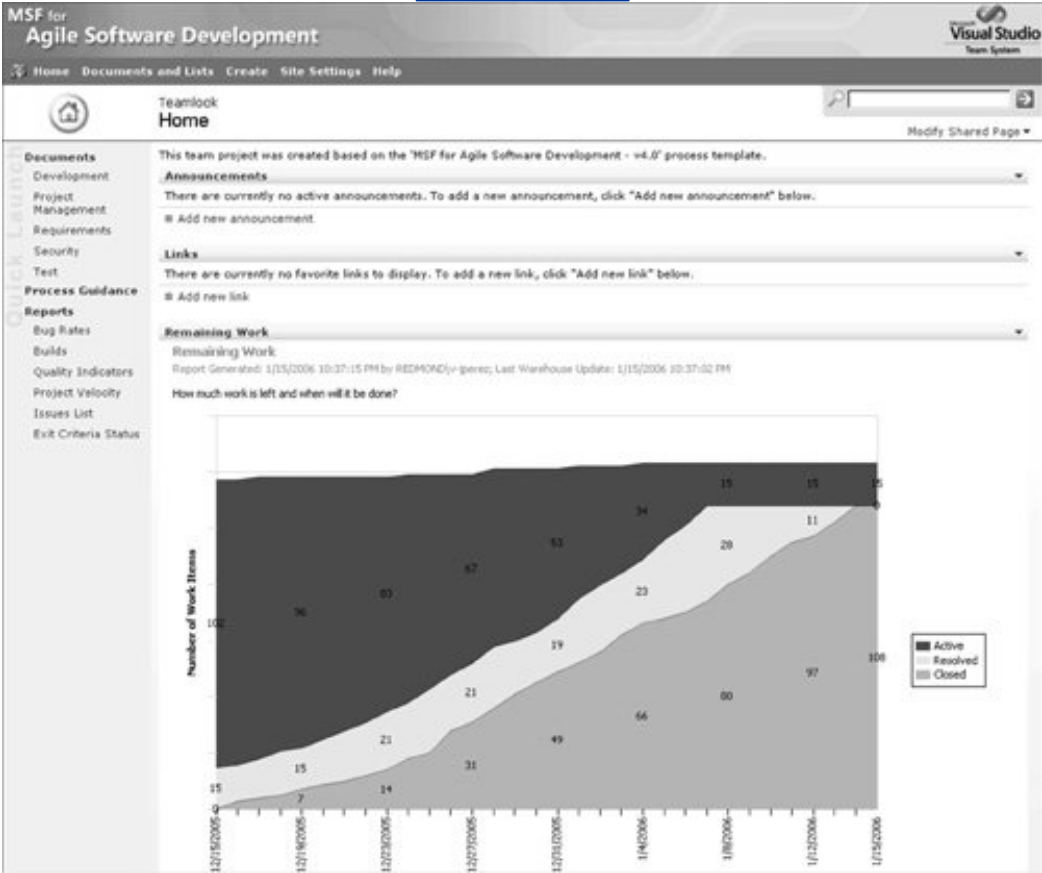 MSF for
Agile Software Development
Microsoft
Visual Studio
Team System
Home Documents and Lists Create Site Settings Help
Teamlook
Home
Modify Shared Page
Quick Launch
Documents
Development
Project
Management
Requirements
Security
Test
Process Guidance
Reports
Bug Rates
Builds
Quality Indicators
Project Velocity
Issues List
Exit Criteria Status
This team project was created based on the 'MSF for Agile Software Development - v4.0' process template.
Announcements
There are currently no active announcements. To add a new announcement, click "Add new announcement" below.
Add new announcement
Links
There are currently no favorite links to display. To add a new link, click "Add new link" below.
Add new link
Remaining Work
Remaining Work
Report Generated: 1/15/2006 10:37:15 PM by REDMOND\v-jperez; Last Warehouse Update: 1/15/2006 10:37:02 PM
How much work is left and when will it be done?
Number of Work Items
102 96 83 67 53 34 15 15 15
15 15 21 21 19 23 28 11 0
0 7 14 31 49 66 80 97 108
12/15/2005
12/19/2005
12/23/2005
12/27/2005
12/31/2005
1/4/2006
1/8/2006
1/12/2006
1/15/2006
Active
Resolved
Closed